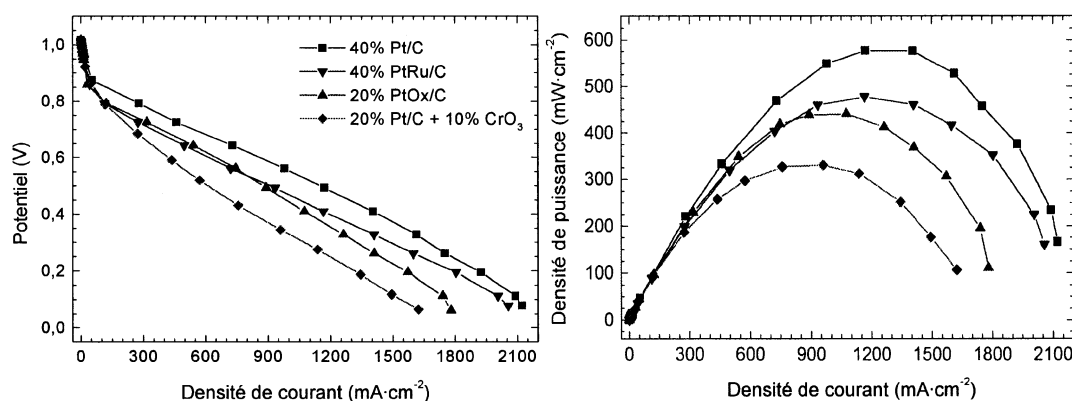 1,0
0,8
0,6
0,4
0,2
0,0
Potentiel (V)
40% Pt/C
40% PtRu/C
20% PtOx/C
20% Pt/C + 10% CrO₃
0 300 600 900 1200 1500 1800 2100
Densité de courant (mA·cm⁻²)
600
500
400
300
200
100
0
Densité de puissance (mW·cm⁻²)
0 300 600 900 1200 1500 1800 2100
Densité de courant (mA·cm⁻²)